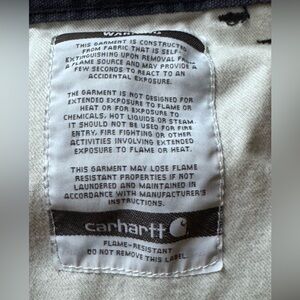 WARNING
THIS GARMENT IS CONSTRUCTED
FROM FABRIC THAT IS SELF-
EXTINGUISHING UPON REMOVAL FROM
A FLAME SOURCE AND MAY PROVIDE A
FEW SECONDS TO REACT TO AN
ACCIDENTAL EXPOSURE.
THE GARMENT IS NOT DESIGNED FOR
EXTENDED EXPOSURE TO FLAME OR
HEAT OR FOR EXPOSURE TO
CHEMICALS, HOT LIQUIDS OR STEAM.
IT SHOULD NOT BE USED FOR FIRE
ENTRY, FIRE FIGHTING OR OTHER
ACTIVITIES INVOLVING EXTENDED
EXPOSURE TO FLAME OR HEAT.
THIS GARMENT MAY LOSE FLAME
RESISTANT PROPERTIES IF NOT
LAUNDERED AND MAINTAINED IN
ACCORDANCE WITH MANUFACTURER'S
INSTRUCTIONS.
carhartt
FLAME-RESISTANT
DO NOT REMOVE THIS LABEL